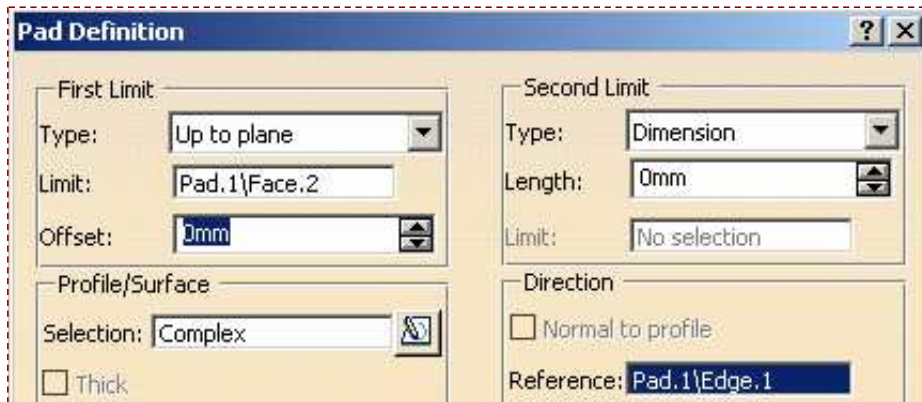 Pad Definition
First Limit
Type: Up to plane
Limit: Pad.1\Face.2
Offset: 0mm
Second Limit
Type: Dimension
Length: 0mm
Limit: No selection
Profile/Surface
Selection: Complex
Thick
Direction
Normal to profile
Reference: Pad.1\Edge.1